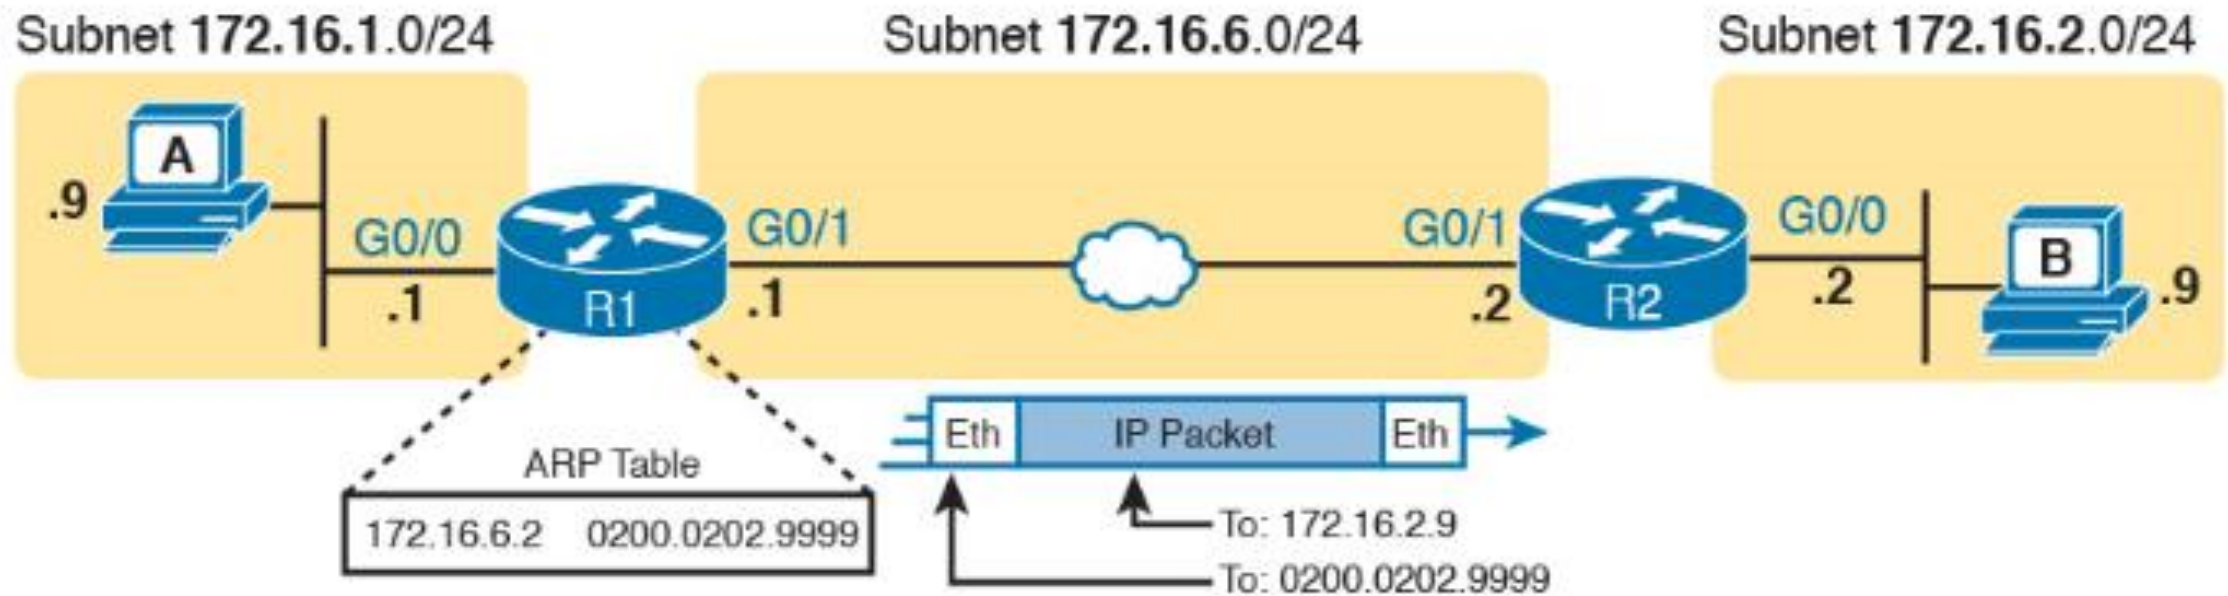 Subnet 172.16.1.0/24
Subnet 172.16.6.0/24
Subnet 172.16.2.0/24
A
.9
G0/0
.1
R1
G0/1
.1
G0/1
.2
R2
G0/0
.2
B
.9
ARP Table
172.16.6.2 0200.0202.9999
Eth
IP Packet
Eth
To: 172.16.2.9
To: 0200.0202.9999